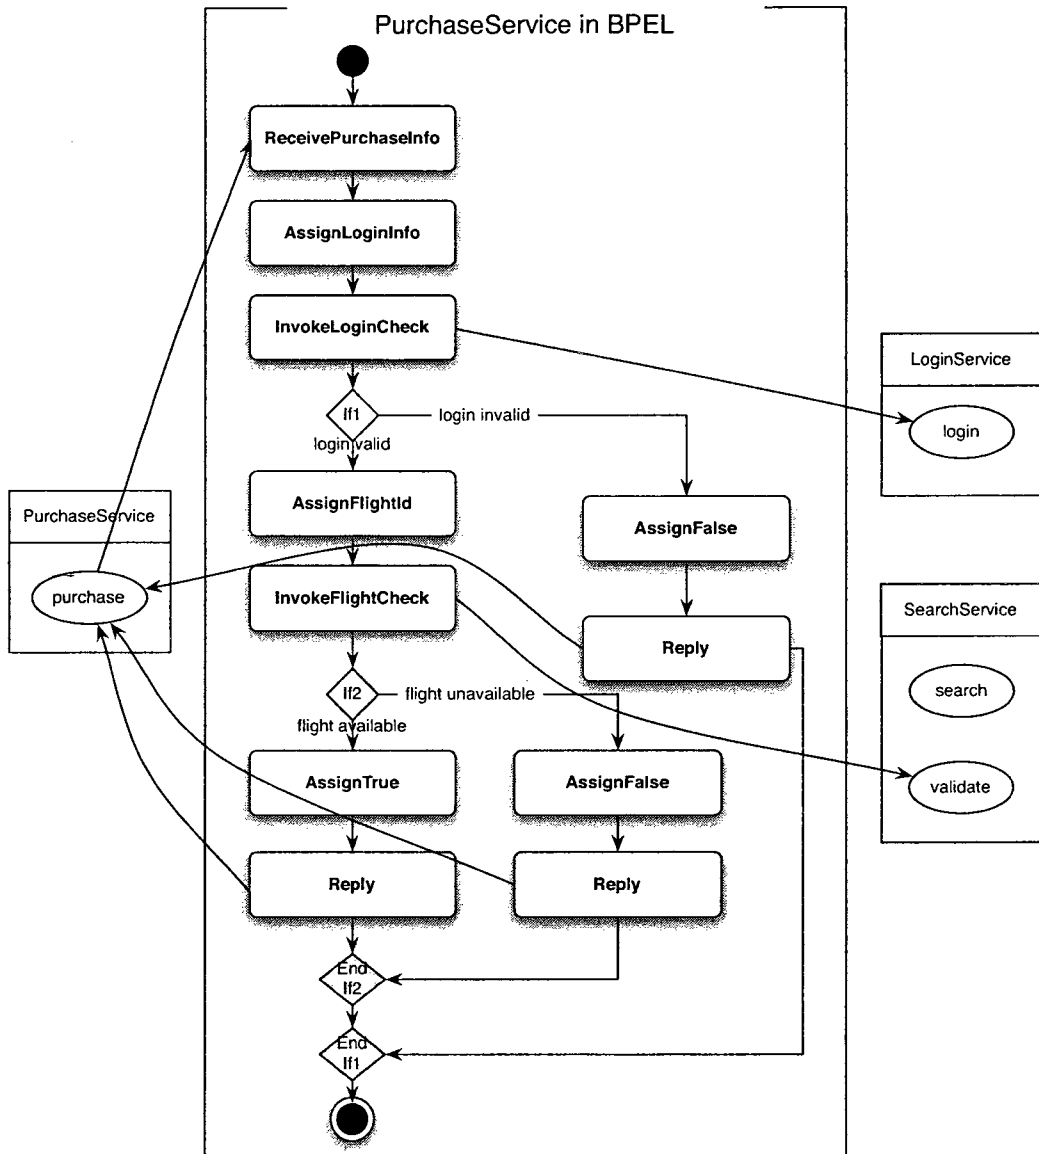 PurchaseService in BPEL
ReceivePurchaseInfo
AssignLoginInfo
InvokeLoginCheck
LoginService
login
If1
login invalid
login valid
AssignFlightId
AssignFalse
PurchaseService
purchase
InvokeFlightCheck
SearchService
Reply
search
If2
flight unavailable
flight available
AssignTrue
AssignFalse
validate
Reply
Reply
End
If2
End
If1